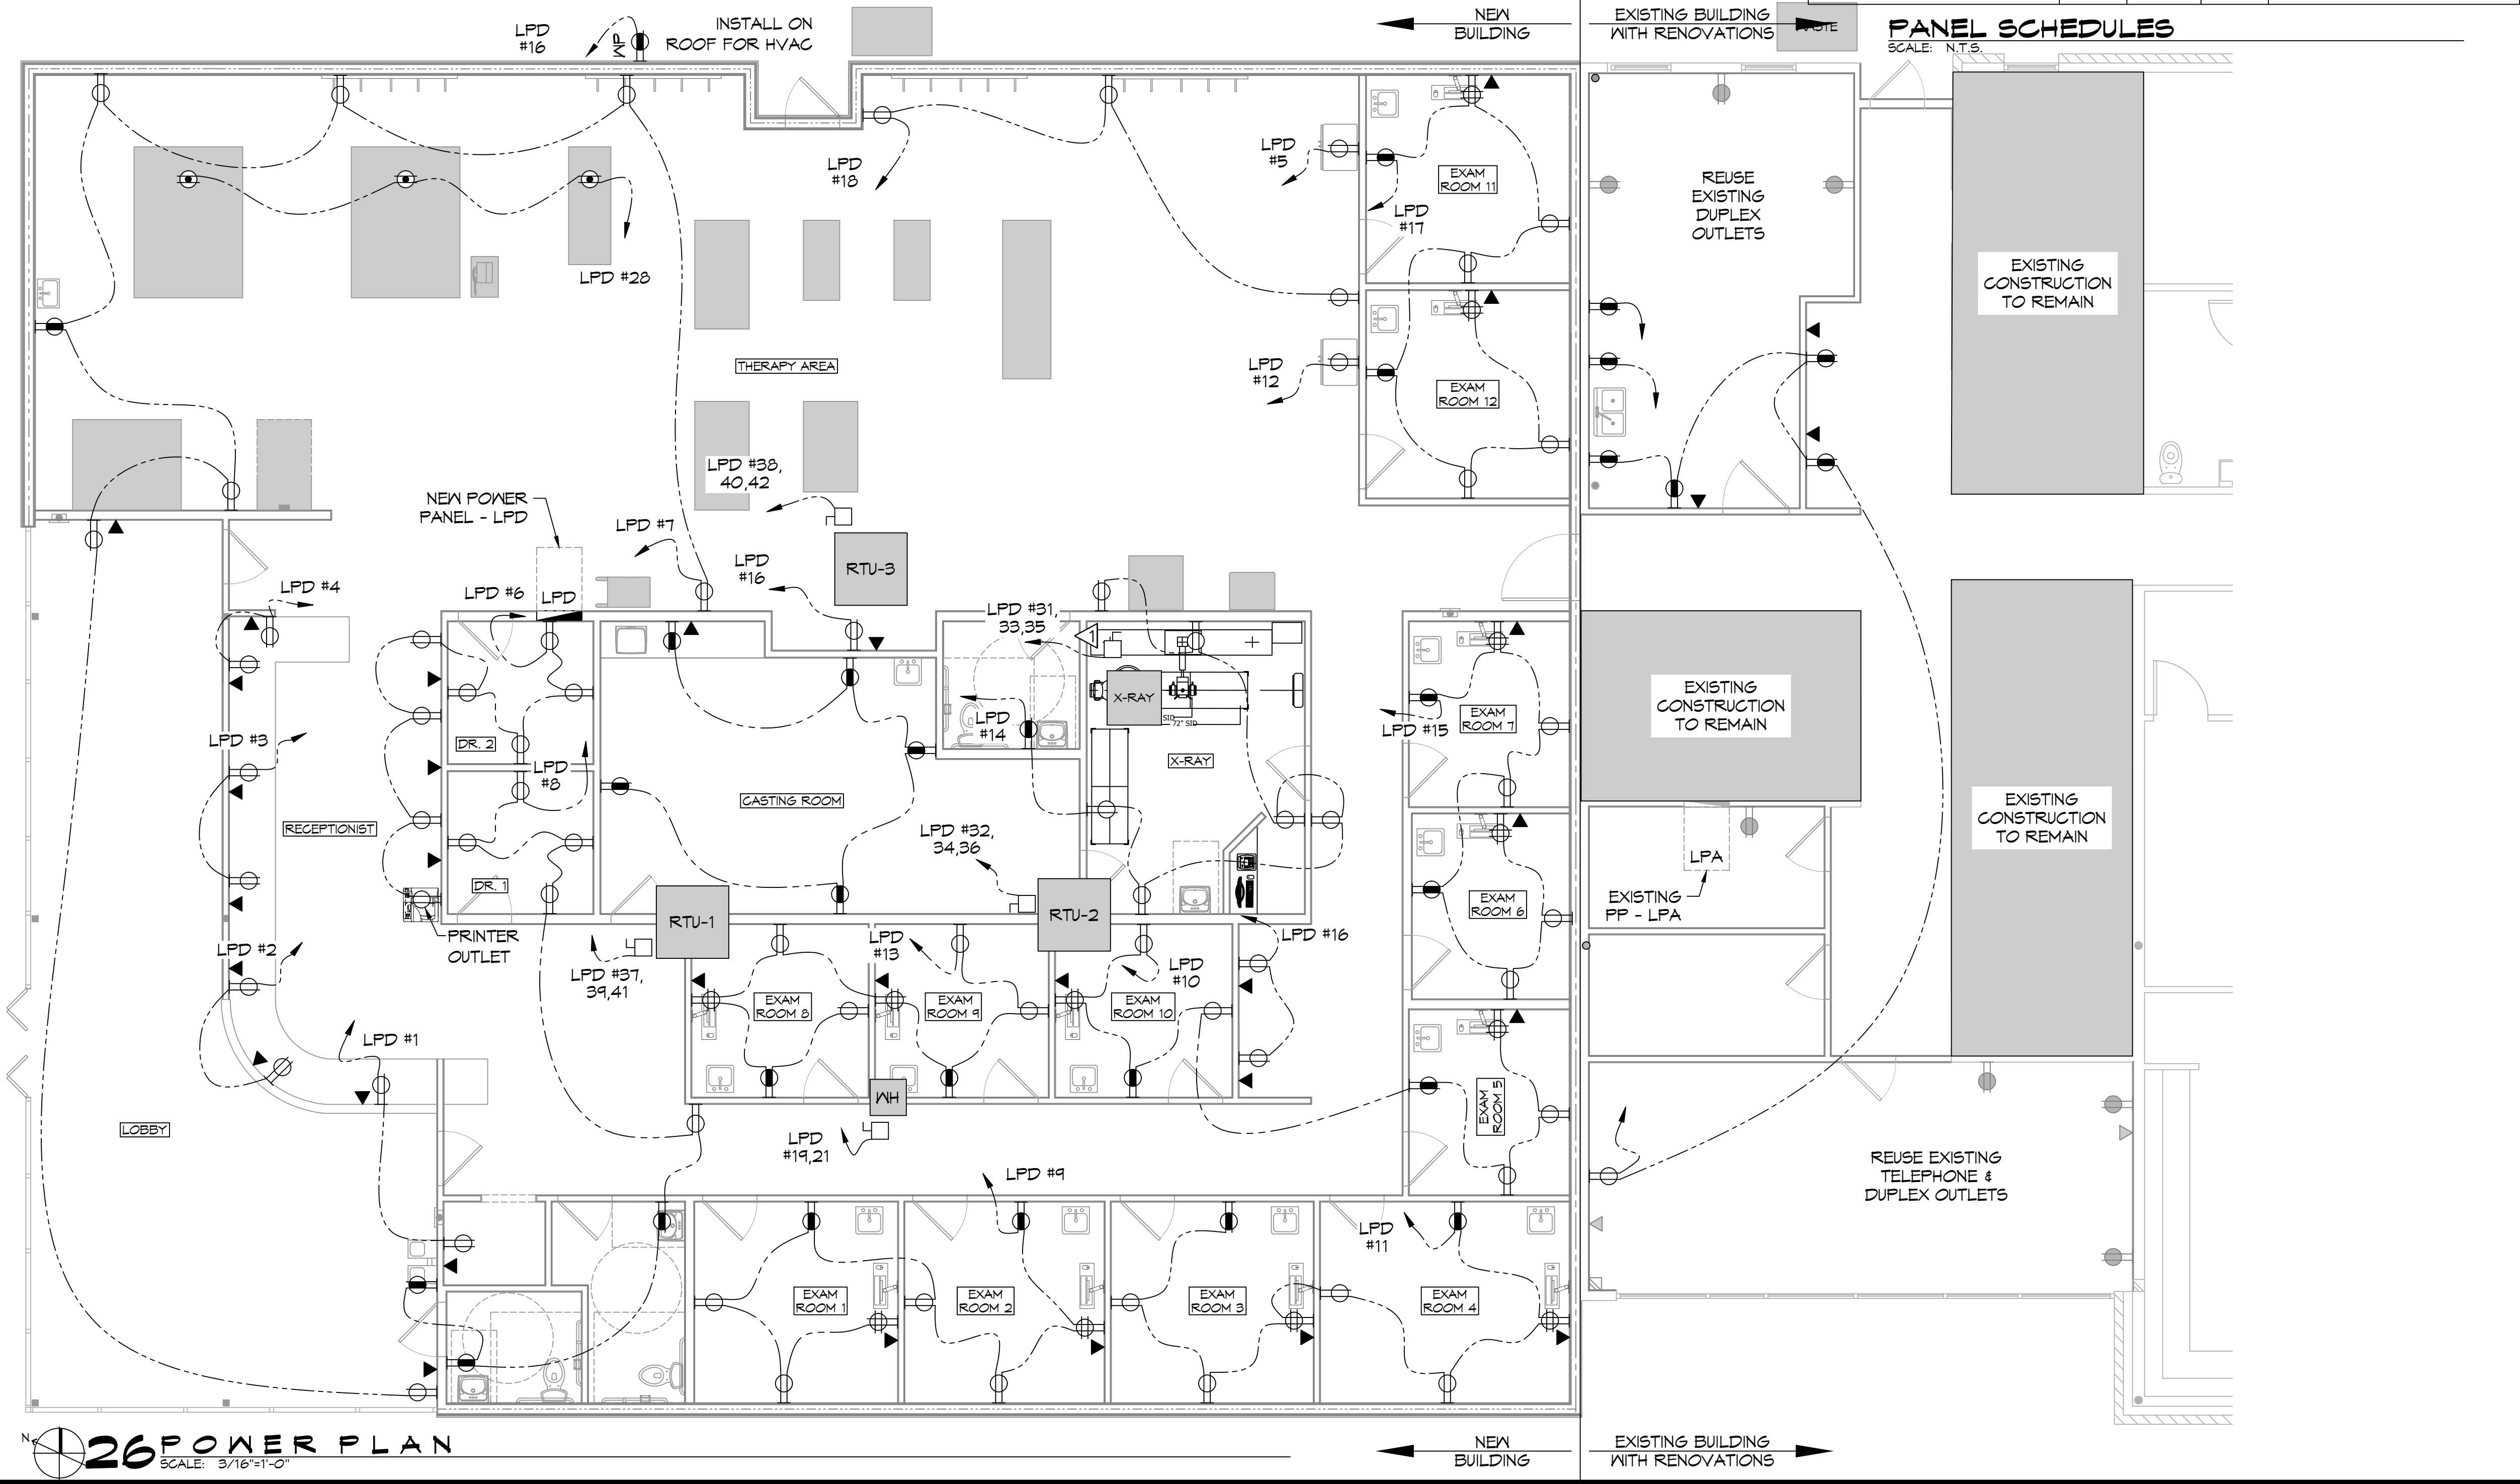 LPD
#16
WP
INSTALL ON
ROOF FOR HVAC
NEW
BUILDING
EXISTING BUILDING
WITH RENOVATIONS
PANEL SCHEDULES
SCALE: N.T.S.
LPD
#18
LPD
#5
EXAM
ROOM 11
LPD
#17
REUSE
EXISTING
DUPLEX
OUTLETS
EXISTING
CONSTRUCTION
TO REMAIN
LPD #28
THERAPY AREA
LPD
#12
EXAM
ROOM 12
LPD #38,
40,42
NEW POWER
PANEL - LPD
LPD #7
LPD
#16
RTU-3
LPD #4
LPD #6
LPD
LPD #31,
33,35
1
X-RAY
SID
72" SID
LPD
#14
X-RAY
LPD #15
EXAM
ROOM 7
EXISTING
CONSTRUCTION
TO REMAIN
LPD #3
DR. 2
LPD
#8
CASTING ROOM
RECEPTIONIST
LPD #32,
34,36
EXISTING
CONSTRUCTION
TO REMAIN
LPA
EXISTING
PP - LPA
DR. 1
EXAM
ROOM 6
RTU-1
RTU-2
PRINTER
OUTLET
LPD #2
LPD #37,
39,41
LPD
#13
LPD #16
LPD
#10
EXAM
ROOM 8
EXAM
ROOM 9
EXAM
ROOM 10
LPD #1
WH
EXAM
ROOM 5
LOBBY
LPD
#19,21
LPD #9
REUSE EXISTING
TELEPHONE &
DUPLEX OUTLETS
LPD
#11
EXAM
ROOM 1
EXAM
ROOM 2
EXAM
ROOM 3
EXAM
ROOM 4
N
26 POWER PLAN
SCALE: 3/16"=1'-0"
NEW
BUILDING
EXISTING BUILDING
WITH RENOVATIONS